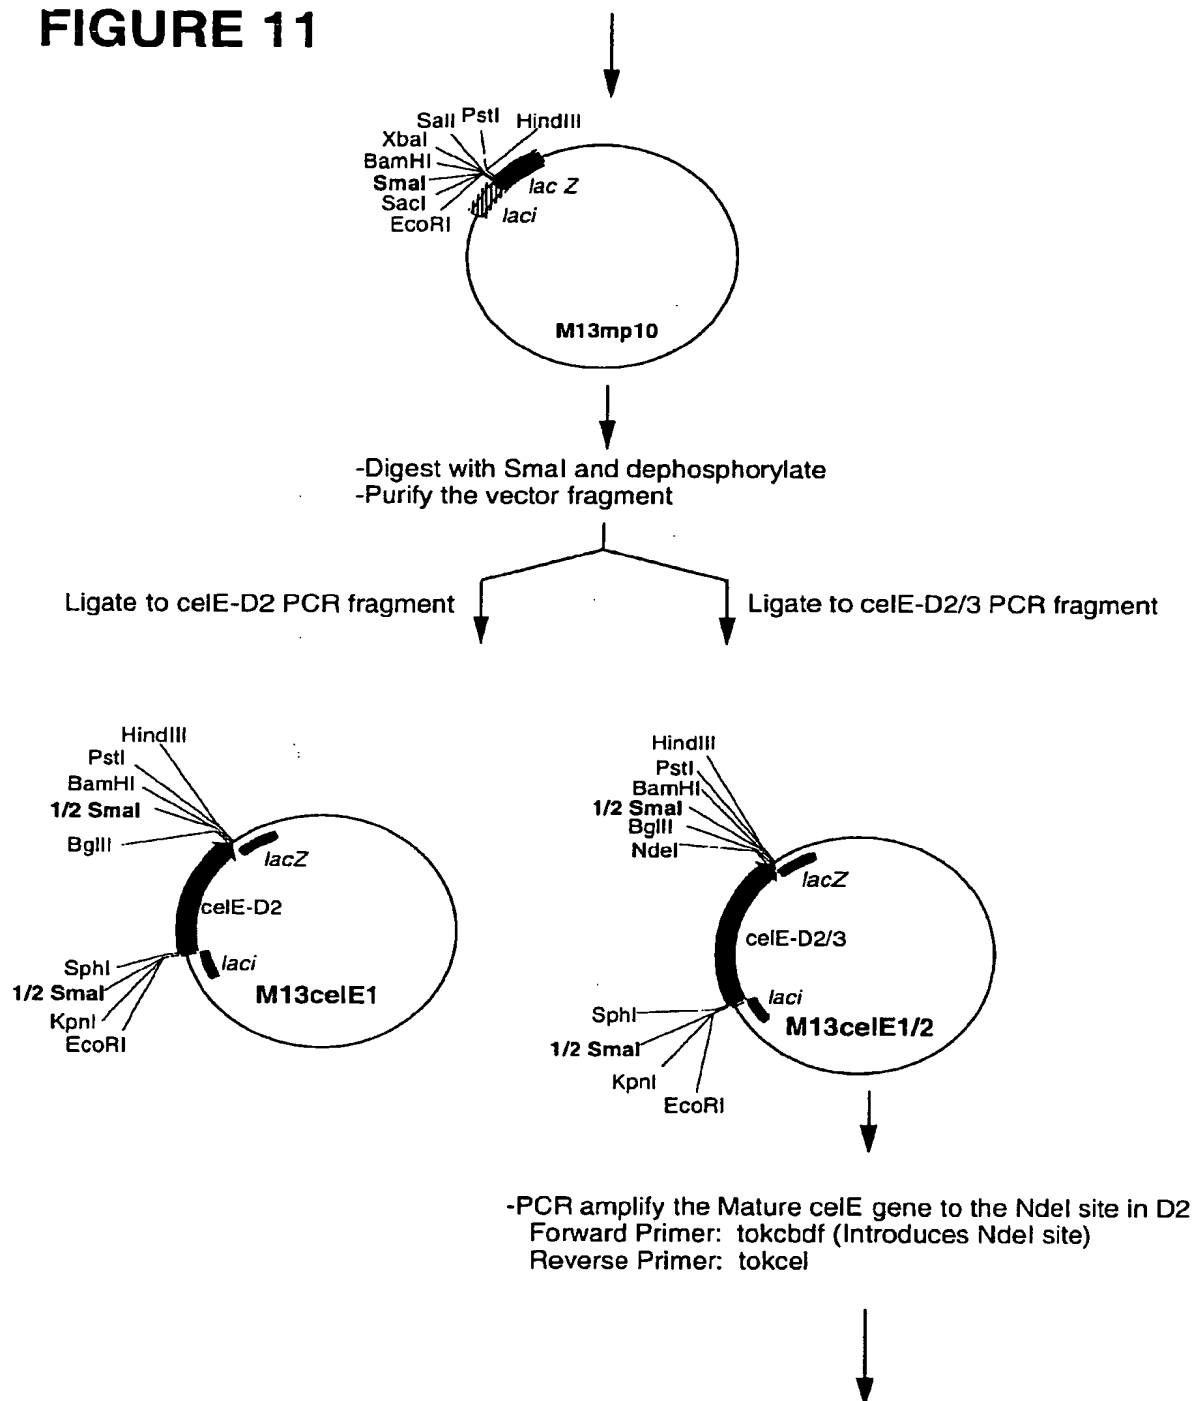 FIGURE 11
SalI PstI HindIII
XbaI
BamHI
SmaI
SacI
EcoRI
lac Z
laci
M13mp10
-Digest with SmaI and dephosphorylate
-Purify the vector fragment
Ligate to celE-D2 PCR fragment
Ligate to celE-D2/3 PCR fragment
HindIII
PstI
BamHI
1/2 SmaI
BglII
lacZ
celE-D2
laci
SphI
1/2 SmaI
KpnI
EcoRI
M13celE1
HindIII
PstI
BamHI
1/2 SmaI
BglII
NdeI
lacZ
celE-D2/3
laci
SphI
1/2 SmaI
KpnI
EcoRI
M13celE1/2
-PCR amplify the Mature celE gene to the NdeI site in D2
Forward Primer: tokcbdf (Introduces NdeI site)
Reverse Primer: tokcel